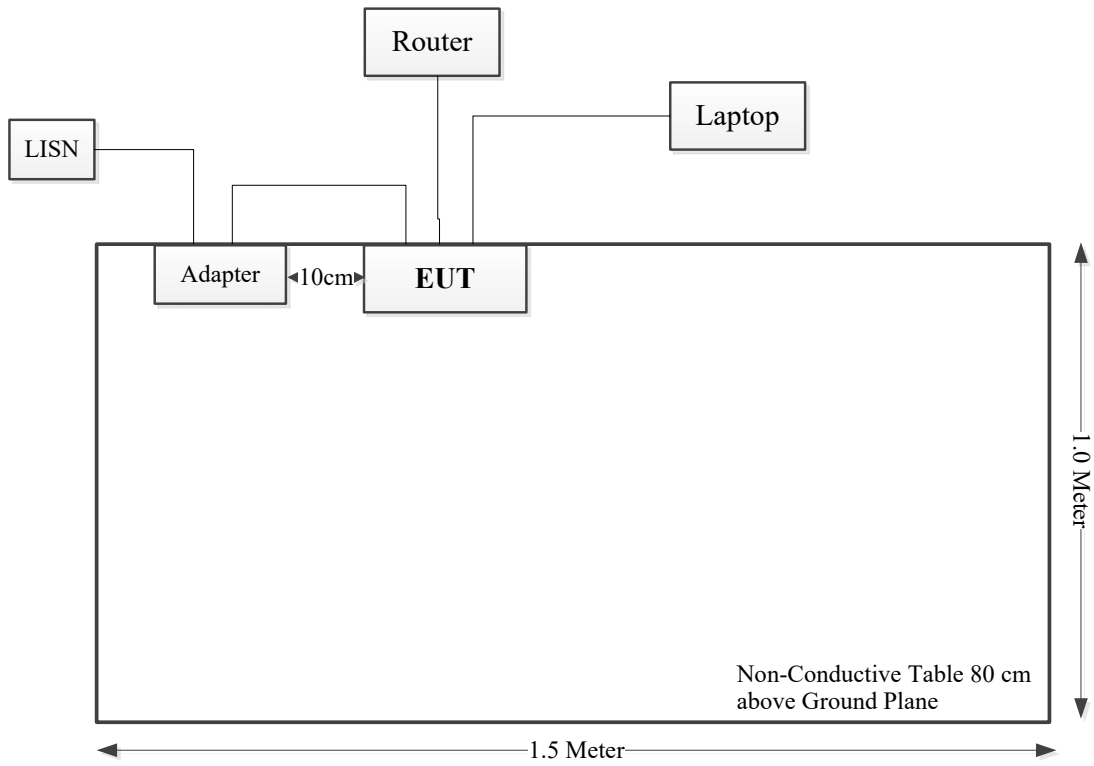 Router
Laptop
LISN
Adapter
10cm
EUT
1.0 Meter
Non-Conductive Table 80 cm
above Ground Plane
1.5 Meter